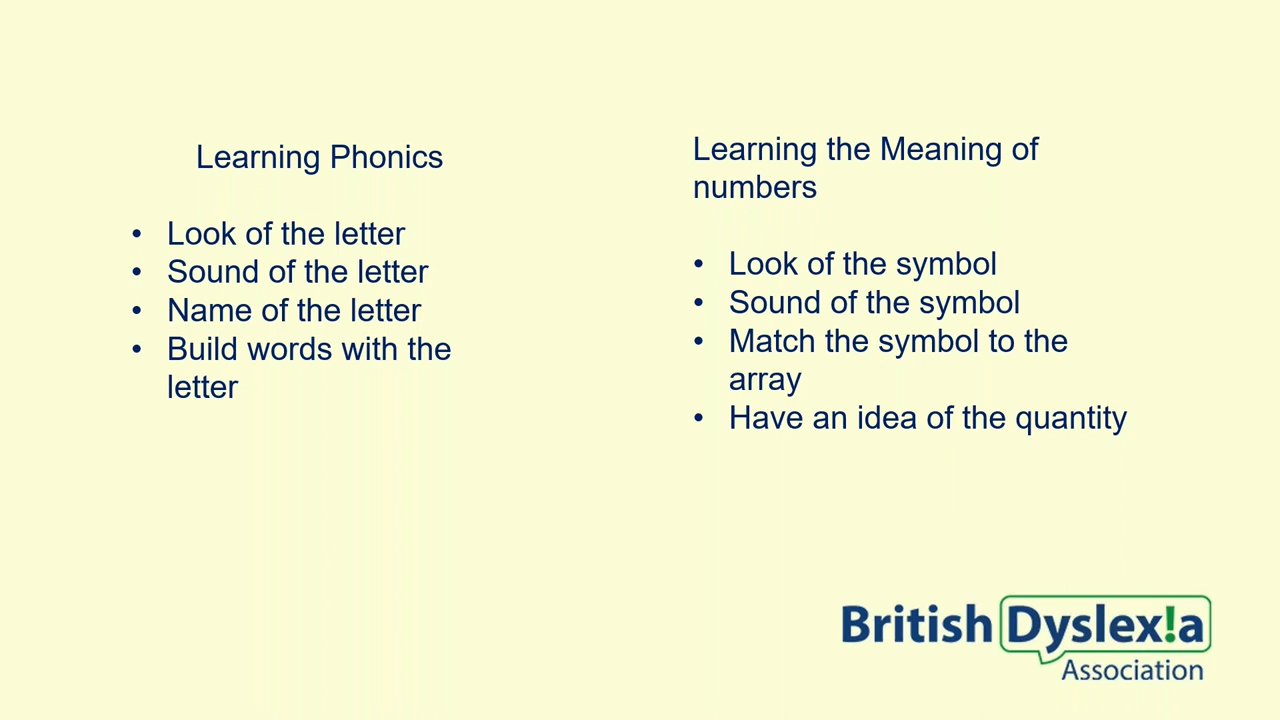 Learning Phonics
• Look of the letter
• Sound of the letter
• Name of the letter
• Build words with the
letter
Learning the Meaning of
numbers
• Look of the symbol
• Sound of the symbol
• Match the symbol to the
array
• Have an idea of the quantity
British Dyslex!a
Association